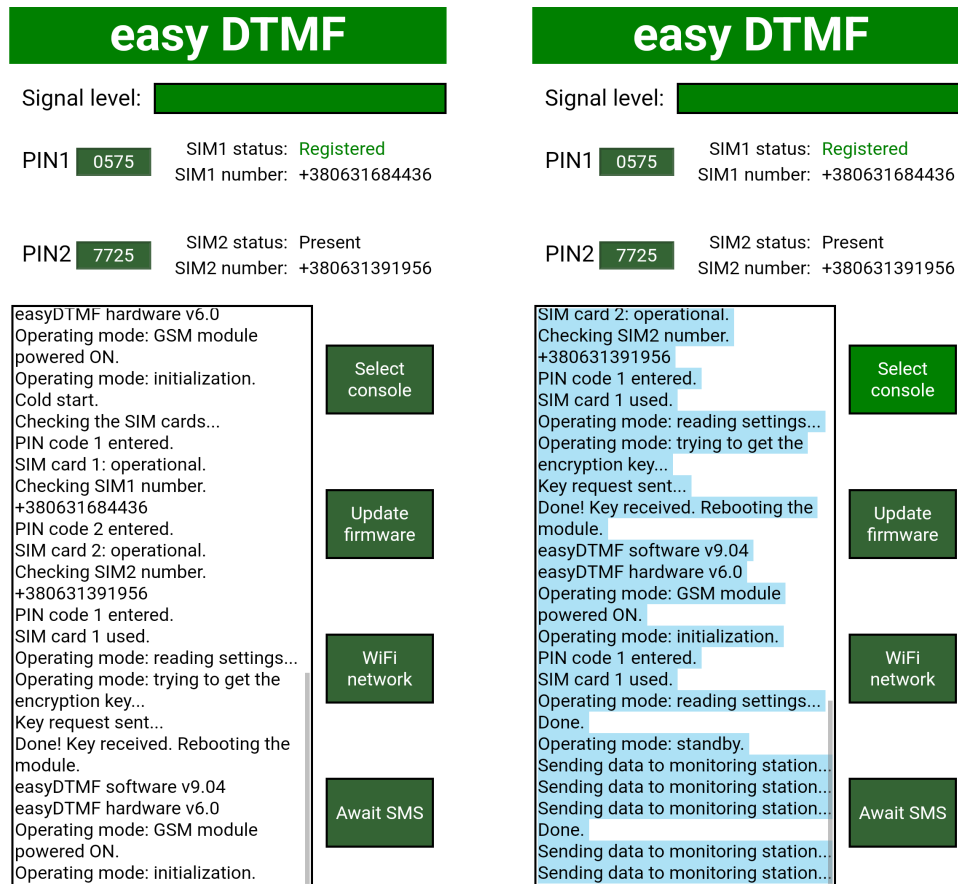 easy DTMF
Signal level:
PIN1 0575
SIM1 status: Registered
SIM1 number: +380631684436
PIN2 7725
SIM2 status: Present
SIM2 number: +380631391956
easyDTMF hardware v6.0
Operating mode: GSM module
powered ON.
Operating mode: initialization.
Cold start.
Checking the SIM cards...
PIN code 1 entered.
SIM card 1: operational.
Checking SIM1 number.
+380631684436
PIN code 2 entered.
SIM card 2: operational.
Checking SIM2 number.
+380631391956
PIN code 1 entered.
SIM card 1 used.
Operating mode: reading settings...
Operating mode: trying to get the
encryption key...
Key request sent...
Done! Key received. Rebooting the
module.
easyDTMF software v9.04
easyDTMF hardware v6.0
Operating mode: GSM module
powered ON.
Operating mode: initialization.
Select
console
Update
firmware
WiFi
network
Await SMS
easy DTMF
Signal level:
PIN1 0575
SIM1 status: Registered
SIM1 number: +380631684436
PIN2 7725
SIM2 status: Present
SIM2 number: +380631391956
SIM card 2: operational.
Checking SIM2 number.
+380631391956
PIN code 1 entered.
SIM card 1 used.
Operating mode: reading settings...
Operating mode: trying to get the
encryption key...
Key request sent...
Done! Key received. Rebooting the
module.
easyDTMF software v9.04
easyDTMF hardware v6.0
Operating mode: GSM module
powered ON.
Operating mode: initialization.
PIN code 1 entered.
SIM card 1 used.
Operating mode: reading settings...
Done.
Operating mode: standby.
Sending data to monitoring station...
Sending data to monitoring station...
Sending data to monitoring station...
Done.
Sending data to monitoring station...
Sending data to monitoring station...
Select
console
Update
firmware
WiFi
network
Await SMS